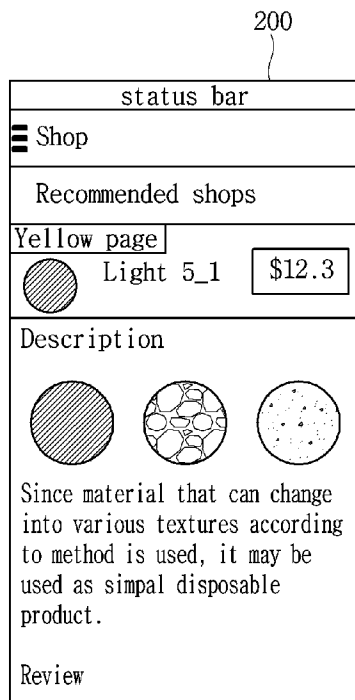 200
status bar
Shop
Recommended shops
Yellow page
Light 5_1 $12.3
Description
Since material that can change
into various textures according
to method is used, it may be
used as simpal disposable
product.
Review